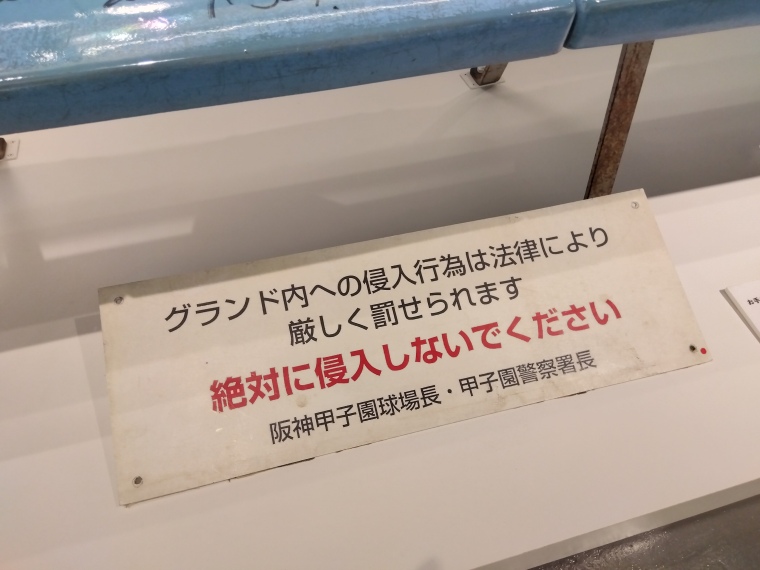 グランド内への侵入行為は法律により
厳しく罰せられます
絶対に侵入しないでください
阪神甲子園球場長・甲子園警察署長
お手